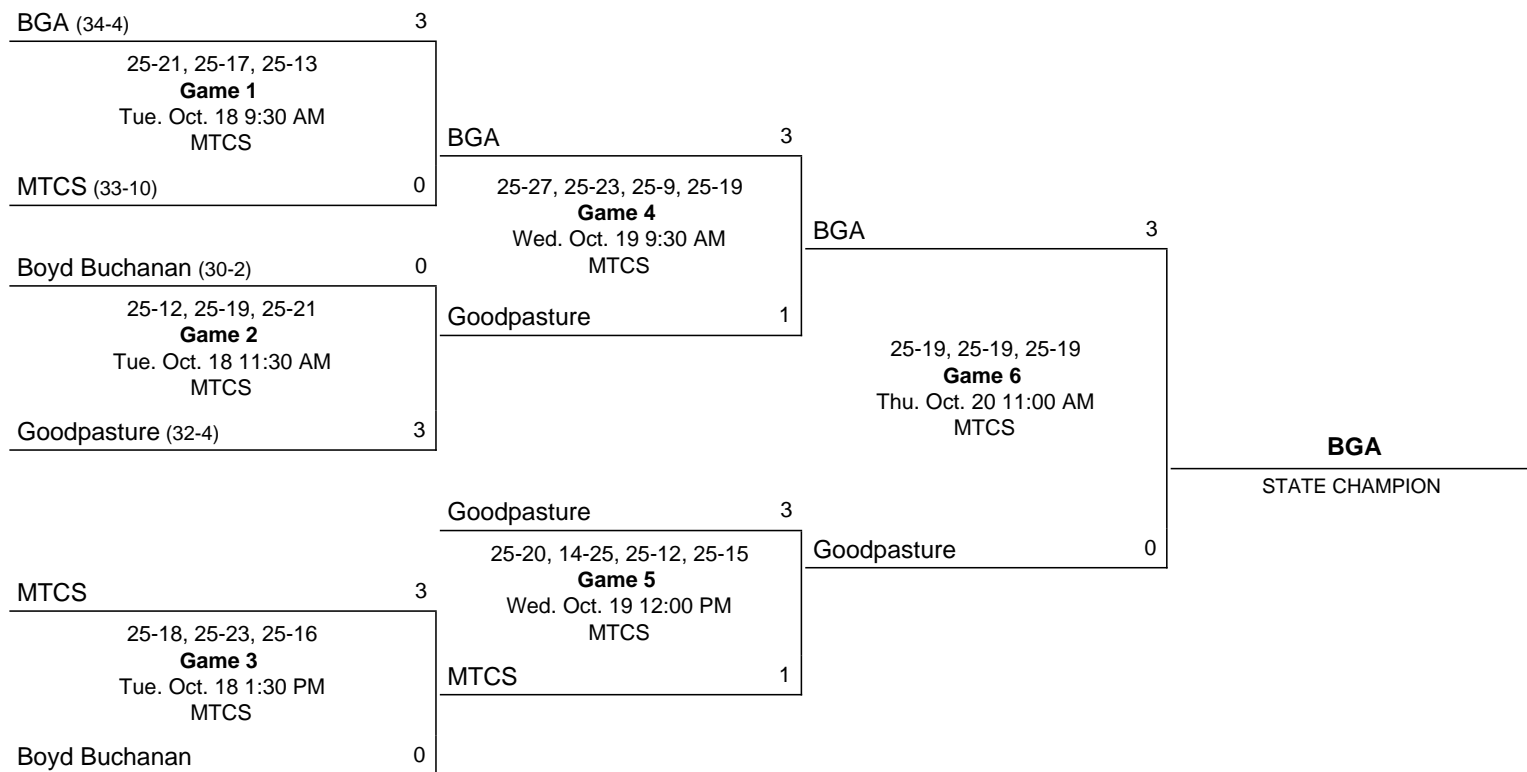 BGA (34-4) 3
25-21, 25-17, 25-13
Game 1
Tue. Oct. 18 9:30 AM
MTCS
MTCS (33-10) 0
Boyd Buchanan (30-2) 0
25-12, 25-19, 25-21
Game 2
Tue. Oct. 18 11:30 AM
MTCS
Goodpasture (32-4) 3
MTCS 3
25-18, 25-23, 25-16
Game 3
Tue. Oct. 18 1:30 PM
MTCS
Boyd Buchanan 0
BGA 3
25-27, 25-23, 25-9, 25-19
Game 4
Wed. Oct. 19 9:30 AM
MTCS
Goodpasture 1
Goodpasture 3
25-20, 14-25, 25-12, 25-15
Game 5
Wed. Oct. 19 12:00 PM
MTCS
MTCS 1
BGA 3
25-19, 25-19, 25-19
Game 6
Thu. Oct. 20 11:00 AM
MTCS
Goodpasture 0
BGA
STATE CHAMPION